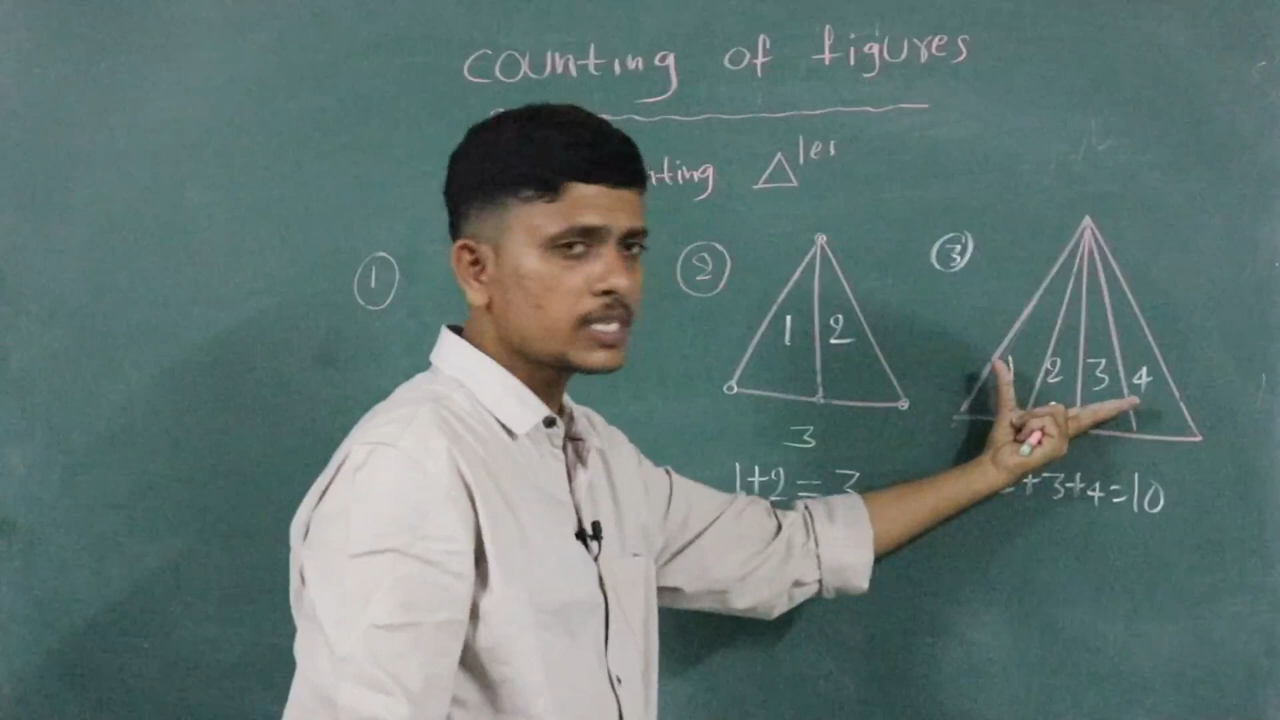 counting of figures
△les
1
2
1 2
3
1+2=3
3
1 2 3 4
+3+4=10